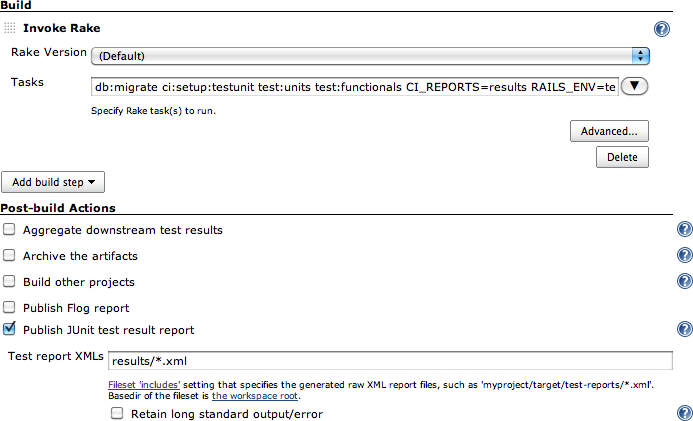 Build
Invoke Rake
Rake Version (Default)
Tasks db:migrate ci:setup:testunit test:units test:functionals CI_REPORTS=results RAILS_ENV=te
Specify Rake task(s) to run.
Advanced...
Delete
Add build step
Post-build Actions
Aggregate downstream test results
Archive the artifacts
Build other projects
Publish Flog report
Publish JUnit test result report
Test report XMLs results/*.xml
Fileset 'includes' setting that specifies the generated raw XML report files, such as 'myproject/target/test-reports/*.xml'.
Basedir of the fileset is the workspace root.
Retain long standard output/error